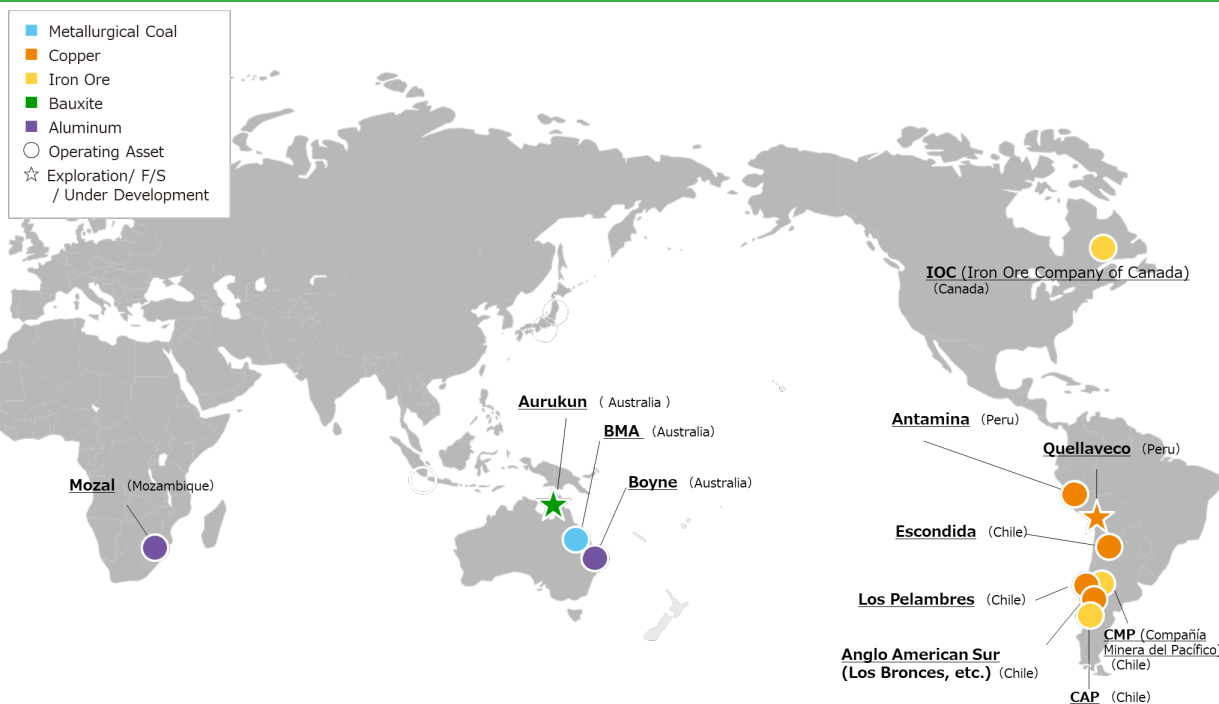 Metallurgical Coal
Copper
Iron Ore
Bauxite
Aluminum
Operating Asset
Exploration/ F/S
/ Under Development
IOC (Iron Ore Company of Canada)
(Canada)
Aurukun ( Australia )
BMA (Australia)
Antamina (Peru)
Quellaveco (Peru)
Mozal (Mozambique)
Boyne (Australia)
Escondida (Chile)
Los Pelambres (Chile)
CMP (Compañía
Minera del Pacífico)
(Chile)
Anglo American Sur
(Los Bronces, etc.) (Chile)
CAP (Chile)